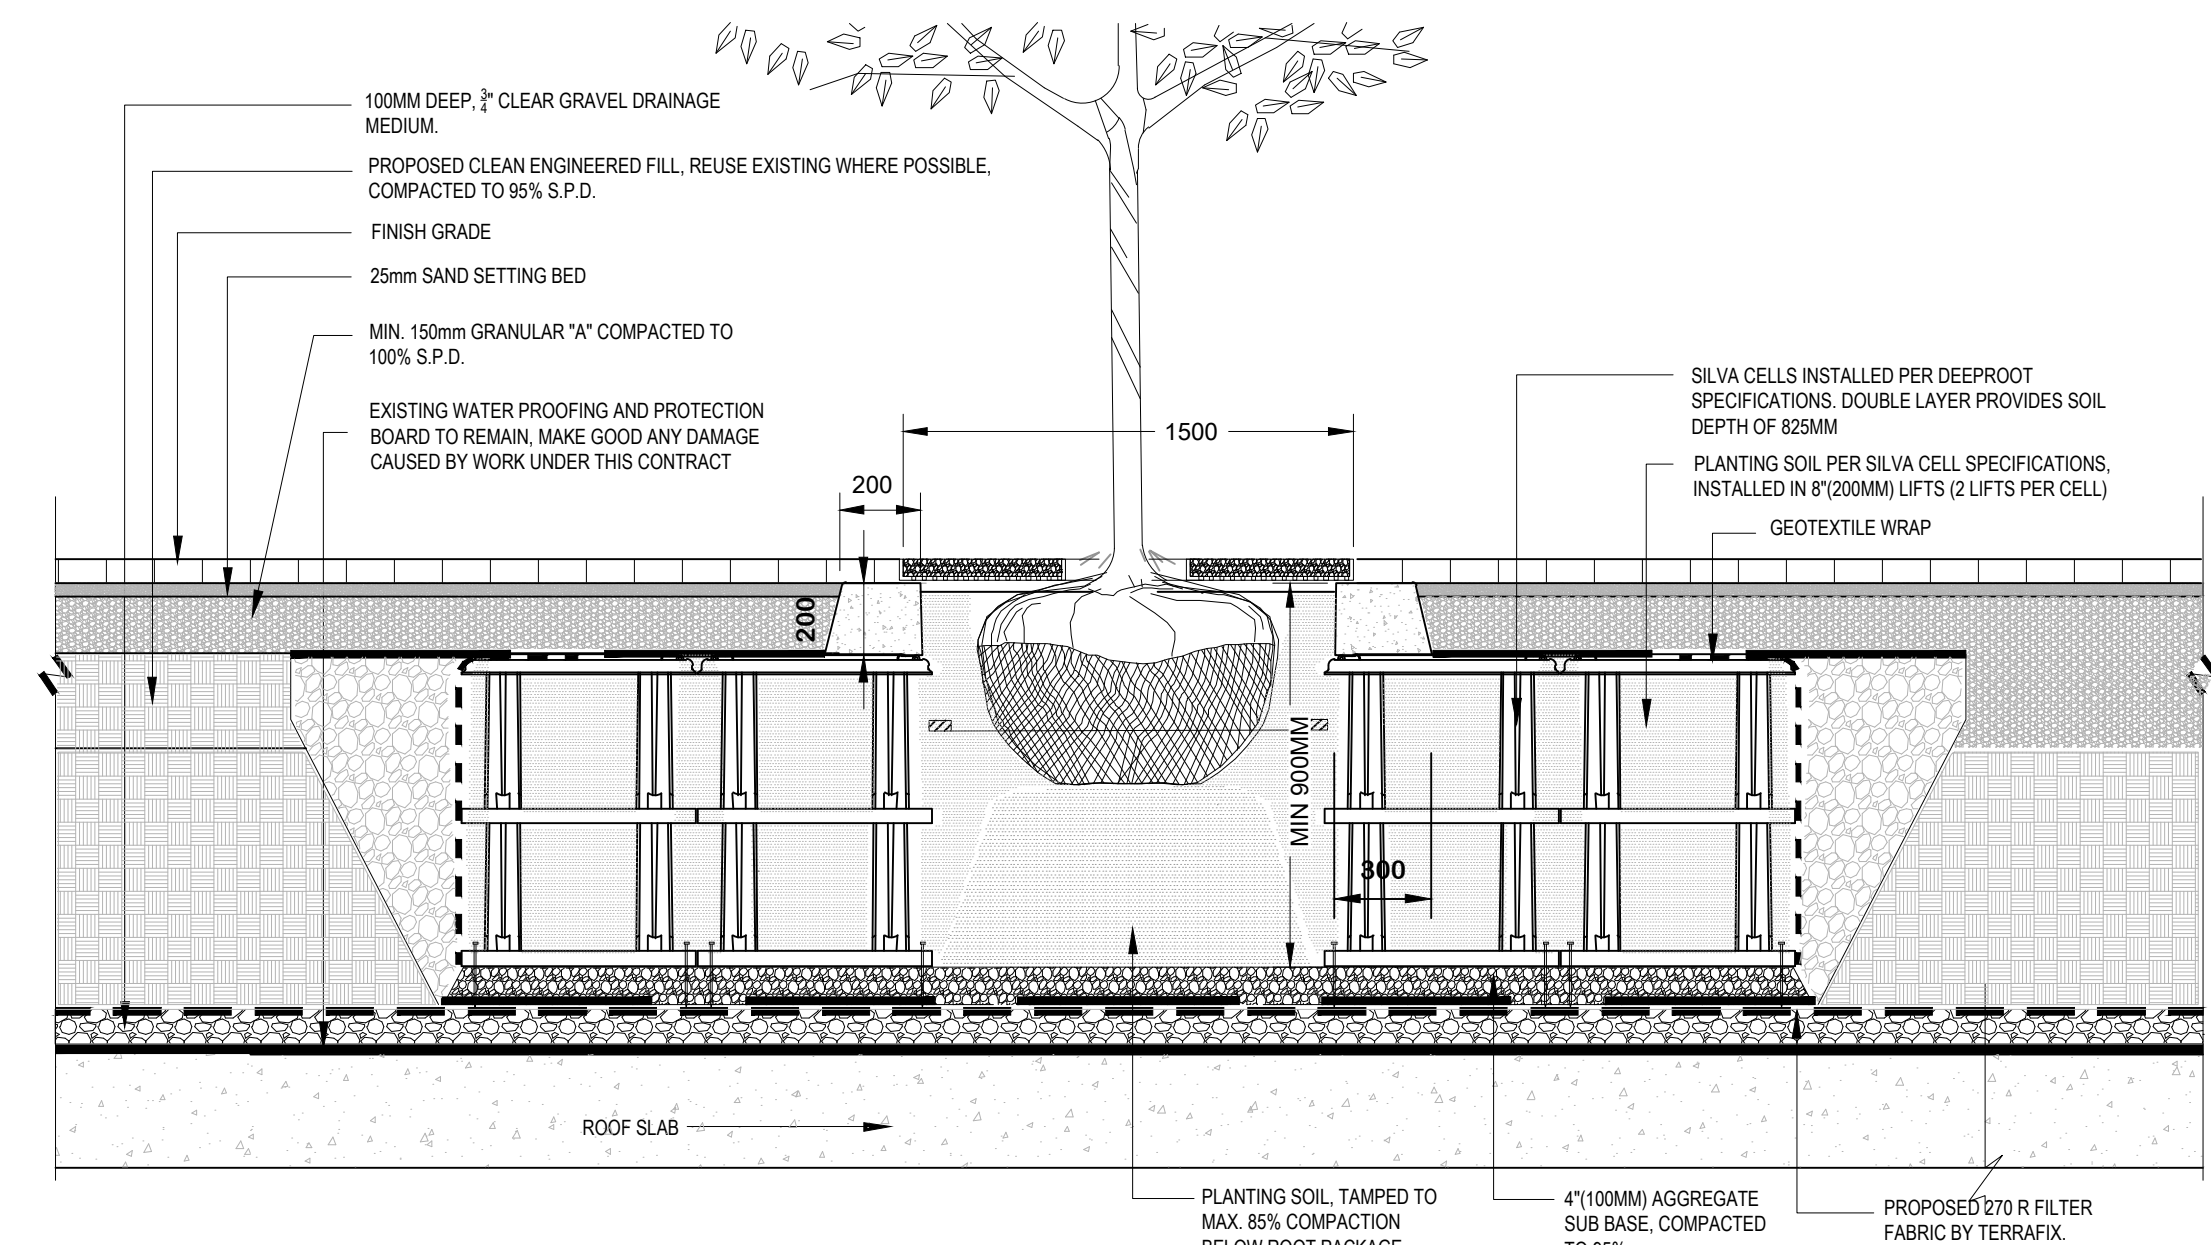 100MM DEEP, 3/4" CLEAR GRAVEL DRAINAGE
MEDIUM.
PROPOSED CLEAN ENGINEERED FILL, REUSE EXISTING WHERE POSSIBLE,
COMPACTED TO 95% S.P.D.
FINISH GRADE
25mm SAND SETTING BED
MIN. 150mm GRANULAR "A" COMPACTED TO
100% S.P.D.
EXISTING WATER PROOFING AND PROTECTION
BOARD TO REMAIN, MAKE GOOD ANY DAMAGE
CAUSED BY WORK UNDER THIS CONTRACT
SILVA CELLS INSTALLED PER DEEPROOT
SPECIFICATIONS. DOUBLE LAYER PROVIDES SOIL
DEPTH OF 825MM
PLANTING SOIL PER SILVA CELL SPECIFICATIONS,
INSTALLED IN 8"(200MM) LIFTS (2 LIFTS PER CELL)
GEOTEXTILE WRAP
1500
200
200
MIN 900MM
300
ROOF SLAB
PLANTING SOIL, TAMPED TO
MAX. 85% COMPACTION
BELOW ROOT PACKAGE
4"(100MM) AGGREGATE
SUB BASE, COMPACTED
TO 95%
PROPOSED 270 R FILTER
FABRIC BY TERRAFIX.